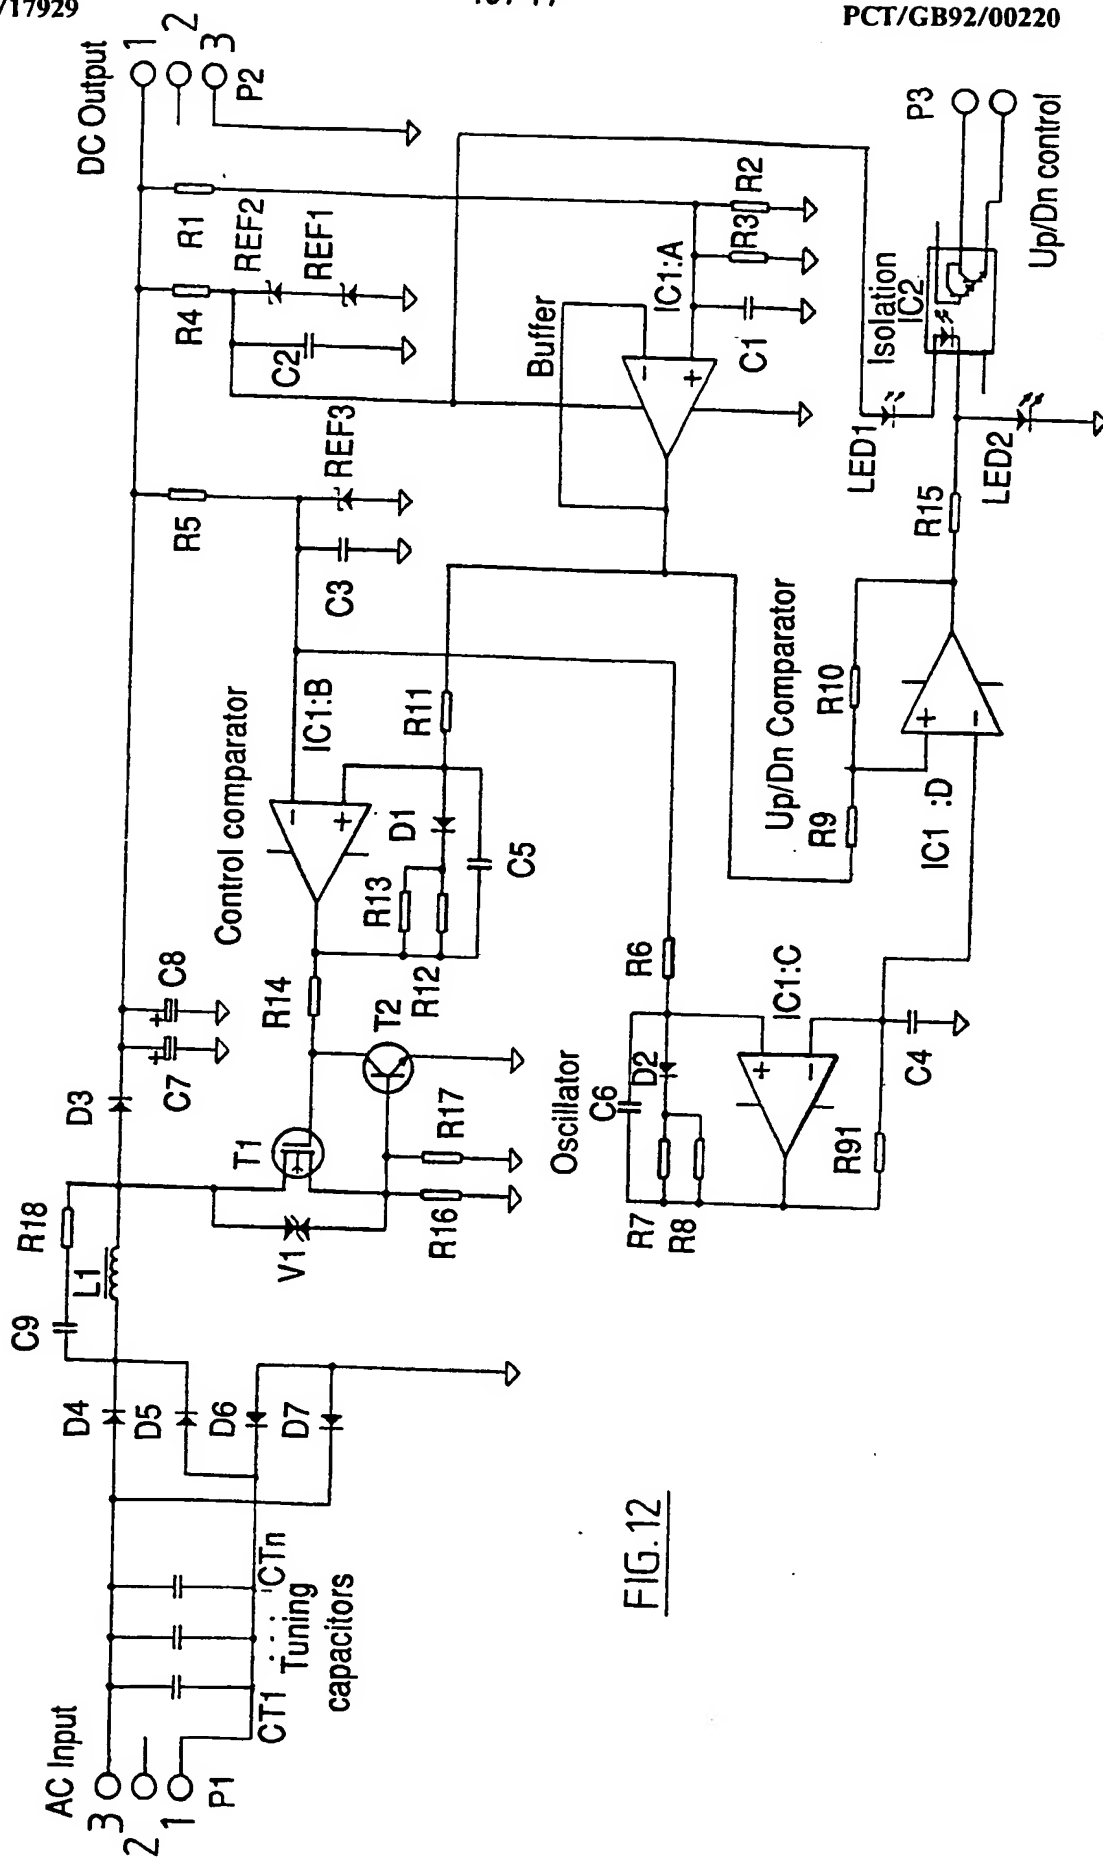 /17929
PCT/GB92/00220
AC Input
3
2
1
P1
CT1
CTn
Tuning
capacitors
D4
D5
D6
D7
C9
R18
L1
D3
C7
C8
T1
V1
R16
R17
T2
R14
Control comparator
IC1:B
R13
R12
D1
C5
R11
R5
REF3
C3
R4
C2
REF2
REF1
R1
DC Output
1
2
3
P2
Buffer
IC1:A
R3
R2
C1
Oscillator
C6
D2
R7
R8
R6
IC1:C
R91
C4
Up/Dn Comparator
R9
R10
IC1 :D
R15
LED1
LED2
Isolation
IC2
P3
Up/Dn control
FIG.12